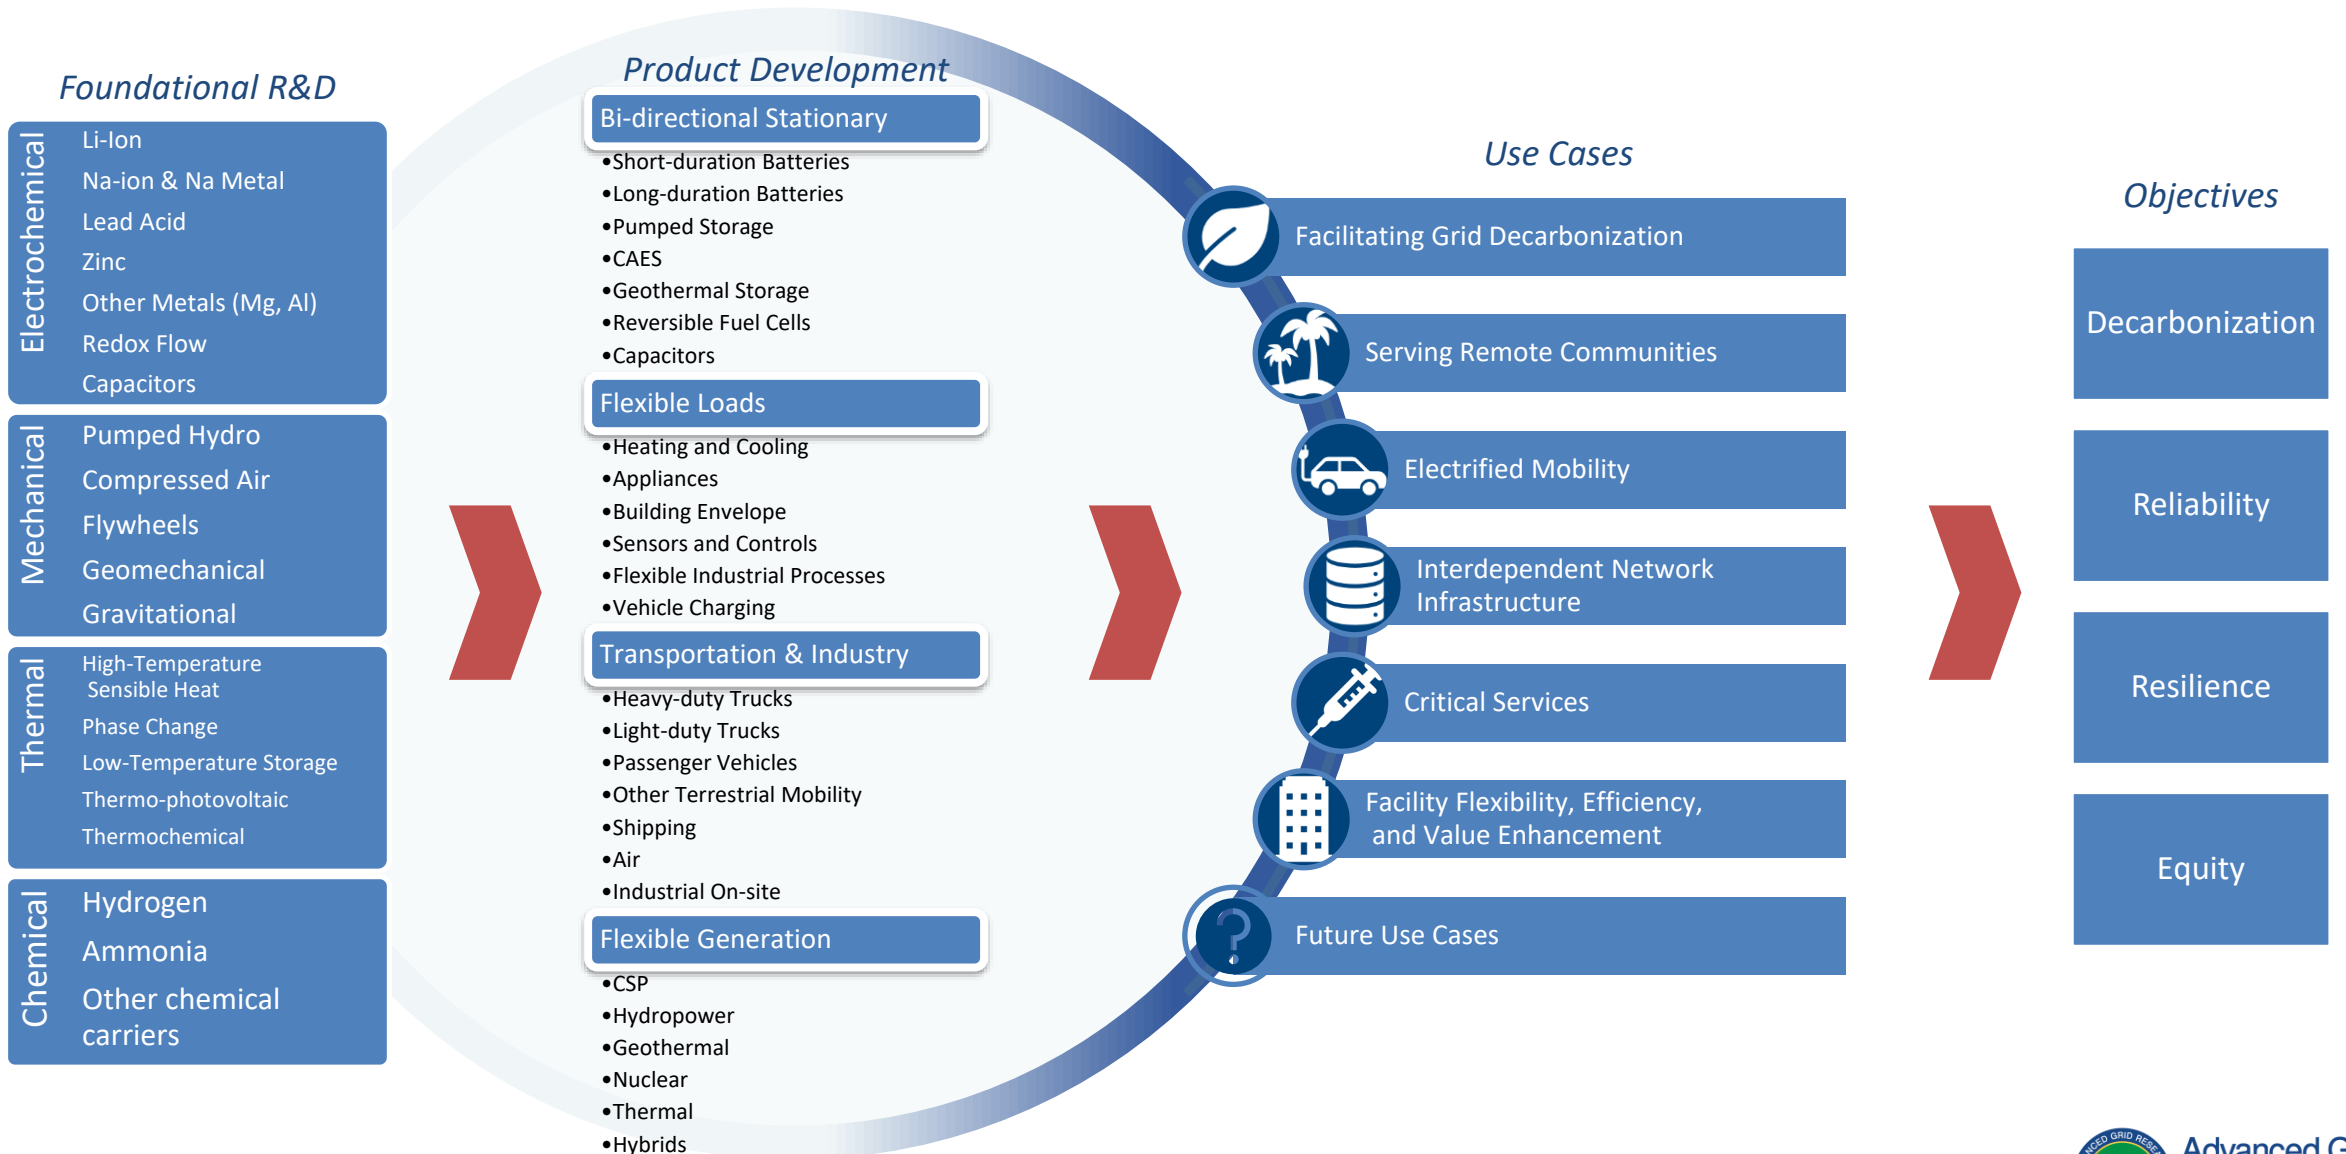 Foundational R&D
Electrochemical
Li-Ion
Na-ion & Na Metal
Lead Acid
Zinc
Other Metals (Mg, Al)
Redox Flow
Capacitors
Mechanical
Pumped Hydro
Compressed Air
Flywheels
Geomechanical
Gravitational
Thermal
High-Temperature
Sensible Heat
Phase Change
Low-Temperature Storage
Thermo-photovoltaic
Thermochemical
Chemical
Hydrogen
Ammonia
Other chemical
carriers
Product Development
Bi-directional Stationary
•Short-duration Batteries
•Long-duration Batteries
•Pumped Storage
•CAES
•Geothermal Storage
•Reversible Fuel Cells
•Capacitors
Flexible Loads
•Heating and Cooling
•Appliances
•Building Envelope
•Sensors and Controls
•Flexible Industrial Processes
•Vehicle Charging
Transportation & Industry
•Heavy-duty Trucks
•Light-duty Trucks
•Passenger Vehicles
•Other Terrestrial Mobility
•Shipping
•Air
•Industrial On-site
Flexible Generation
•CSP
•Hydropower
•Geothermal
•Nuclear
•Thermal
•Hybrids
Use Cases
Facilitating Grid Decarbonization
Serving Remote Communities
Electrified Mobility
Interdependent Network
Infrastructure
Critical Services
Facility Flexibility, Efficiency,
and Value Enhancement
?
Future Use Cases
Objectives
Decarbonization
Reliability
Resilience
Equity
GRID
Advanced G